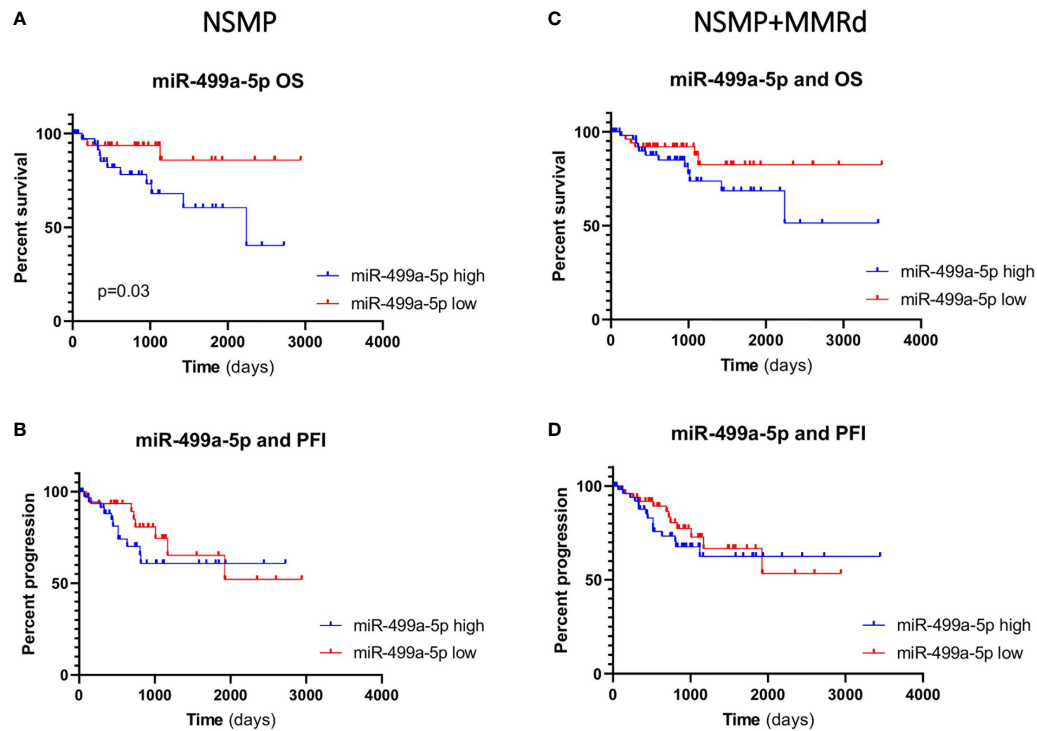 A
NSMP
miR-499a-5p OS
100
50
0
Percent survival
p=0.03
miR-499a-5p high
miR-499a-5p low
0 1000 2000 3000 4000
Time (days)
B
miR-499a-5p and PFI
100
50
0
Percent progression
miR-499a-5p high
miR-499a-5p low
0 1000 2000 3000 4000
Time (days)
C
NSMP+MMRd
miR-499a-5p and OS
100
50
0
Percent survival
miR-499a-5p high
miR-499a-5p low
0 1000 2000 3000 4000
Time (days)
D
miR-499a-5p and PFI
100
50
0
Percent progression
miR-499a-5p high
miR-499a-5p low
0 1000 2000 3000 4000
Time (days)